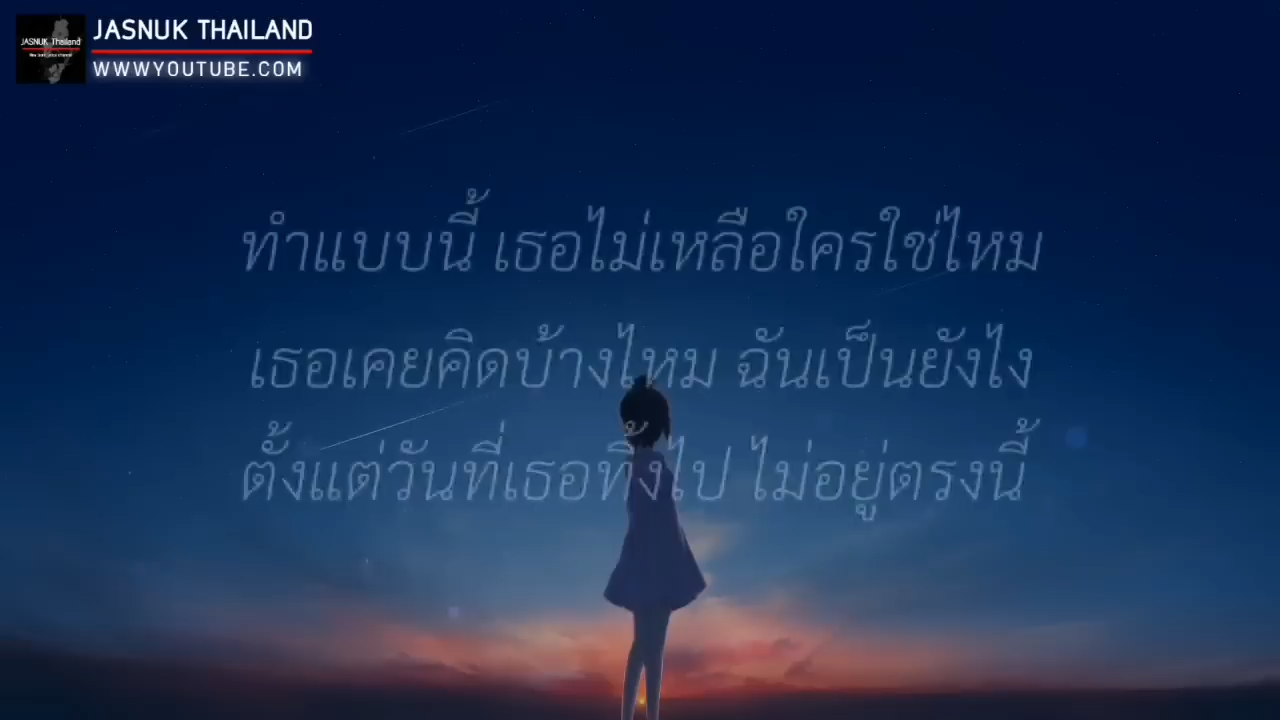 JASNUK THAILAND
WWWYOUTUBE.COM
JASNUK Thailand
ทำแบบนี้ เธอไม่เหลือใครใช่ไหม
เธอเคยคิดบ้างไหม ฉันเป็นยังไง
ตั้งแต่วันที่เธอทิ้งไป ไม่อยู่ตรงนี้